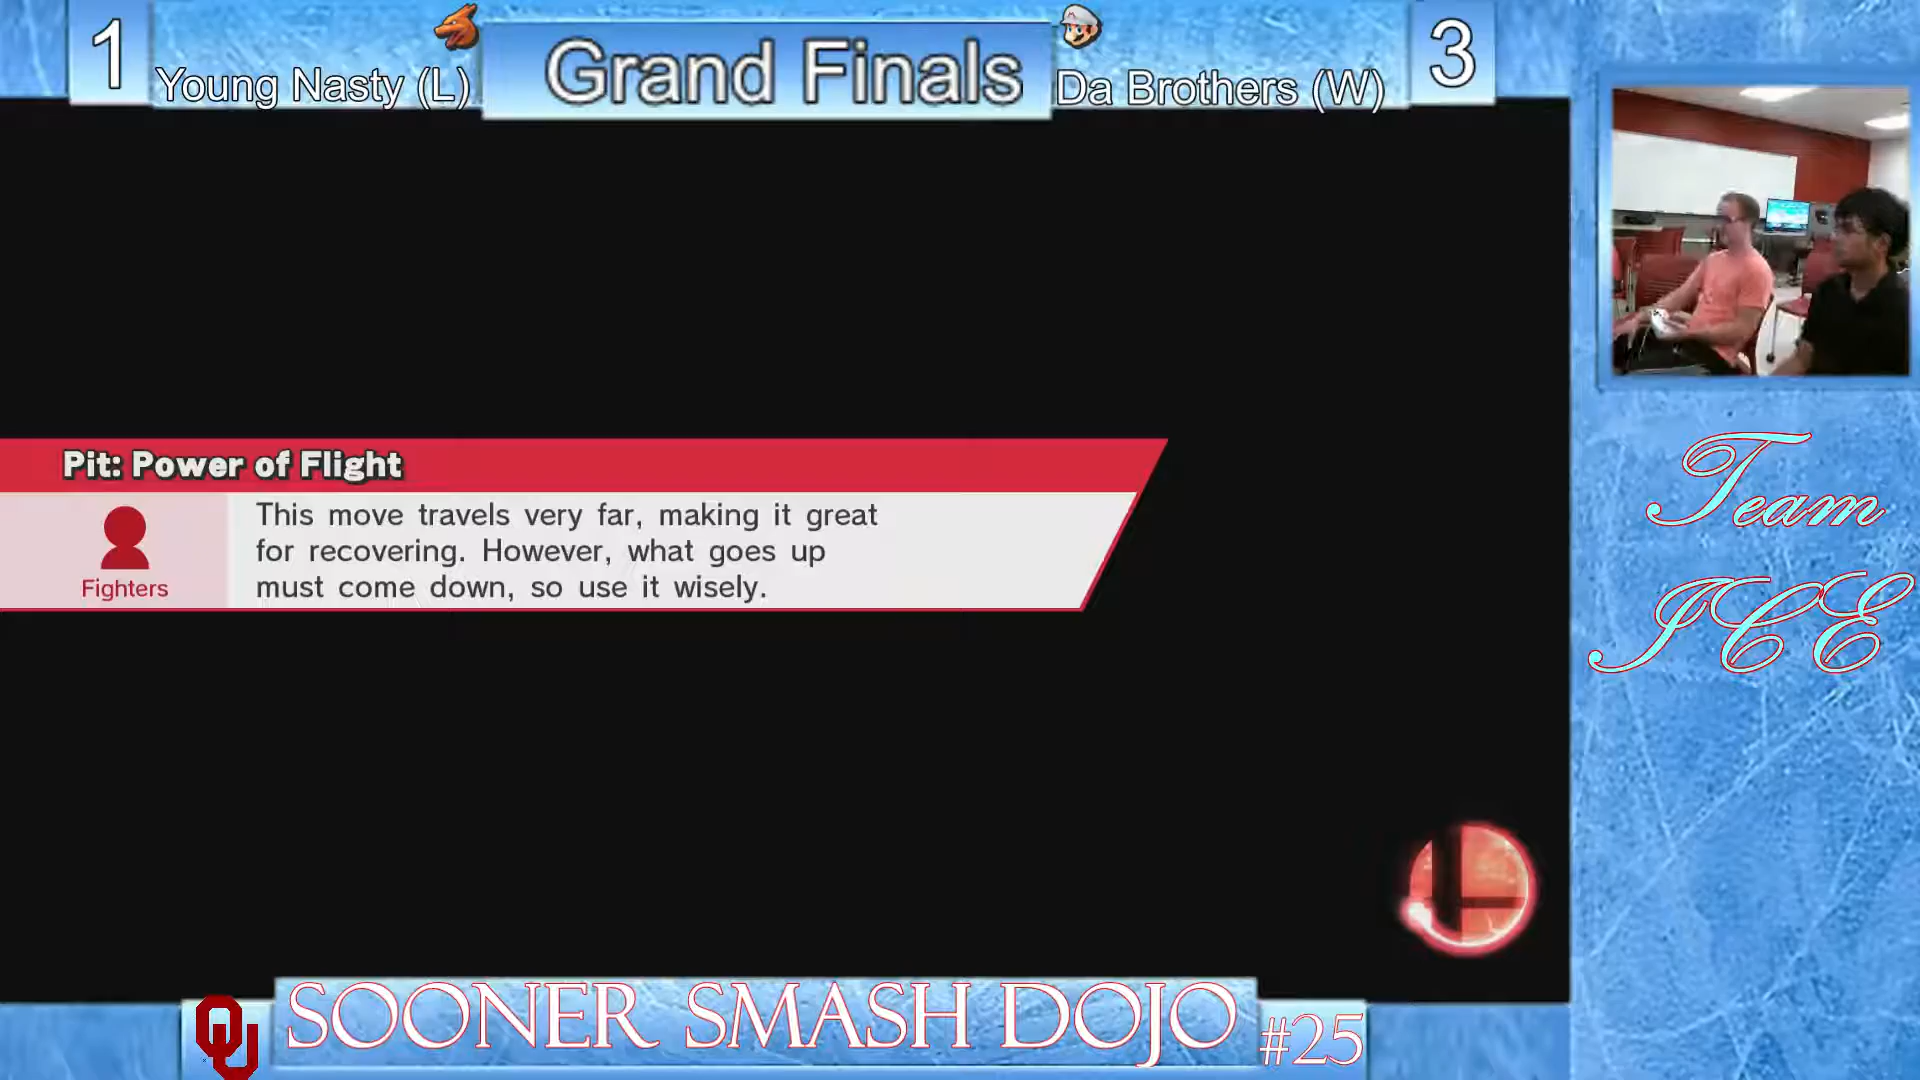 1
Young Nasty (L)
Grand Finals
Da Brothers (W)
3
Pit: Power of Flight
This move travels very far, making it great
for recovering. However, what goes up
must come down, so use it wisely.
Fighters
Team
ICE
OU
SOONER SMASH DOJO #25